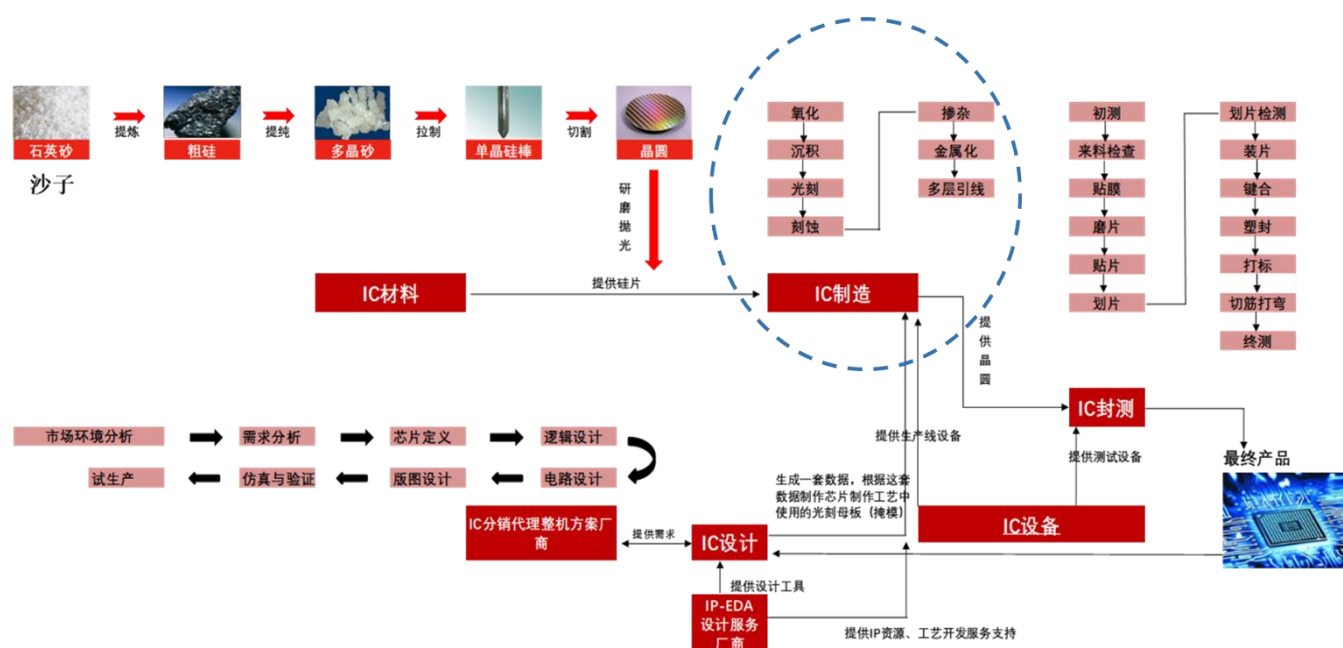 提炼
提纯
拉制
切割
石英砂
粗硅
多晶砂
单晶硅棒
晶圆
沙子
研
磨
抛
光
氧化
沉积
光刻
刻蚀
掺杂
金属化
多层引线
初测
来料检查
贴膜
磨片
贴片
划片
划片检测
装片
键合
塑封
打标
切筋打弯
终测
IC材料
提供硅片
IC制造
提
供
晶
圆
IC封测
市场环境分析
需求分析
芯片定义
逻辑设计
试生产
仿真与验证
版图设计
电路设计
提供生产线设备
提供测试设备
最终产品
生成一套数据，根据这套
数据制作芯片制作工艺中
使用的光刻母板（掩模）
IC分销代理整机方案厂
商
提供需求
IC设计
IC设备
提供设计工具
IP-EDA
设计服务
厂商
提供IP资源、工艺开发服务支持